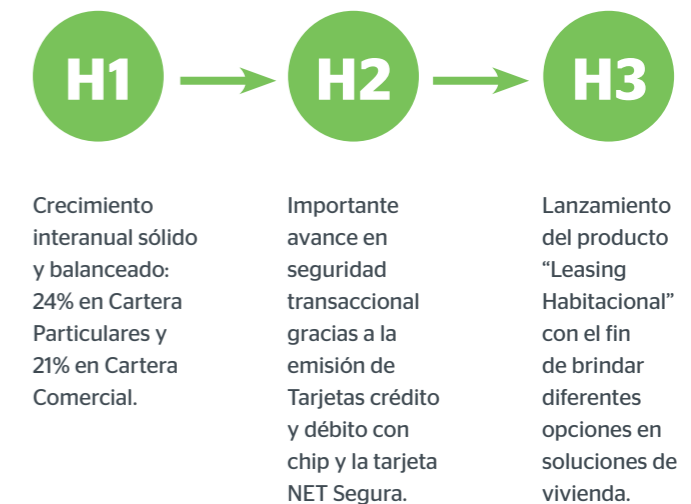 H1
H2
H3
Crecimiento
interanual sólido
y balanceado:
24% en Cartera
Particulares y
21% en Cartera
Comercial.
Importante
avance en
seguridad
transaccional
gracias a la
emisión de
Tarjetas crédito
y débito con
chip y la tarjeta
NET Segura.
Lanzamiento
del producto
“Leasing
Habitacional”
con el fin
de brindar
diferentes
opciones en
soluciones de
vivienda.